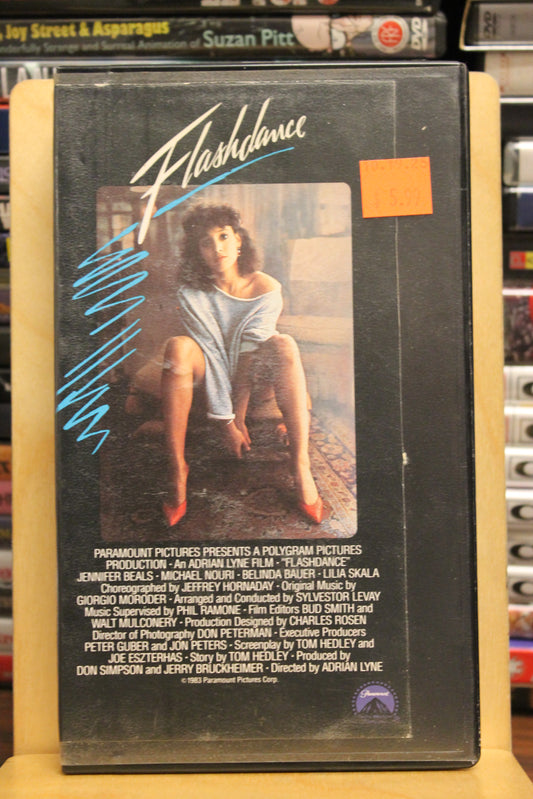 Joy Street & Asparagus
Suzan Pitt
DVD
Flashdance
$5.99
PARAMOUNT PICTURES PRESENTS A POLYGRAM PICTURES
PRODUCTION - An ADRIAN LYNE FILM - "FLASHDANCE"
JENNIFER BEALS - MICHAEL NOURI - BELINDA BAUER - LILIA SKALA
Choreographed by JEFFREY HORNADAY - Original Music by
GIORGIO MORODER - Arranged and Conducted by SYLVESTOR LEVAY
Music Supervised by PHIL RAMONE - Film Editors BUD SMITH and
WALT MULCONERY - Production Designed by CHARLES ROSEN
Director of Photography DON PETERMAN - Executive Producers
PETER GUBER and JON PETERS - Screenplay by TOM HEDLEY and
JOE ESZTERHAS - Story by TOM HEDLEY - Produced by
DON SIMPSON and JERRY BRUCKHEIMER - Directed by ADRIAN LYNE
©1983 Paramount Pictures Corp.
Paramount